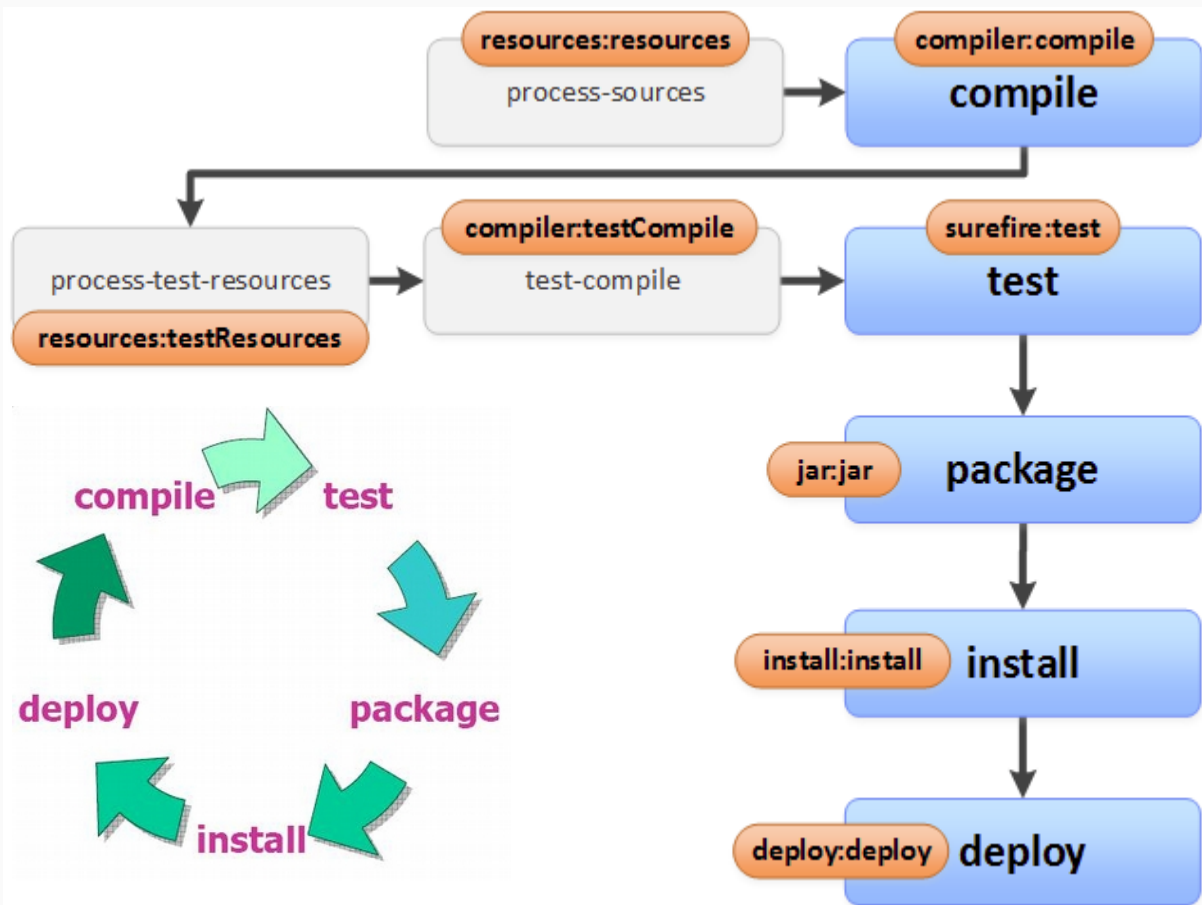 resources:resources
process-sources
compiler:compile
compile
process-test-resources
resources:testResources
compiler:testCompile
test-compile
surefire:test
test
jar:jar
package
install:install
install
deploy:deploy
deploy
compile
test
package
install
deploy